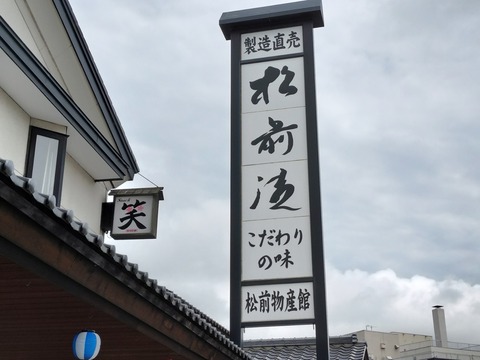 製造直売
松前漬
こだわり
の味
松前物産館
笑